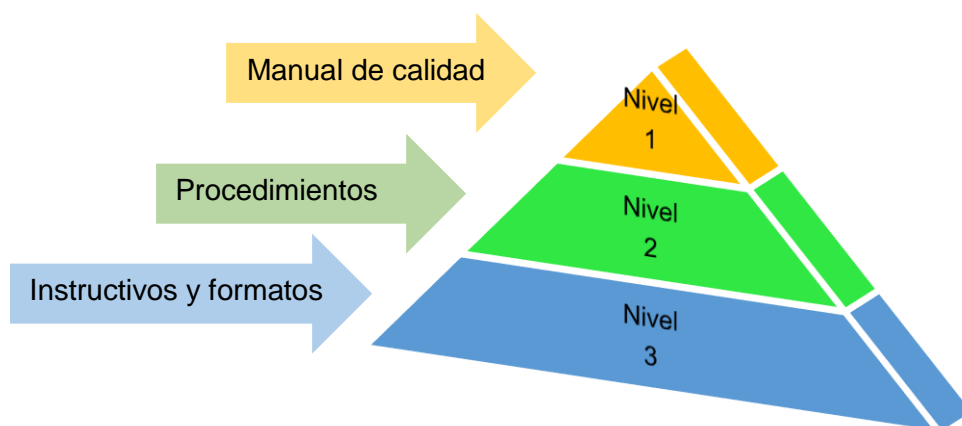 Manual de calidad
Nivel
1
Procedimientos
Nivel
2
Instructivos y formatos
Nivel
3